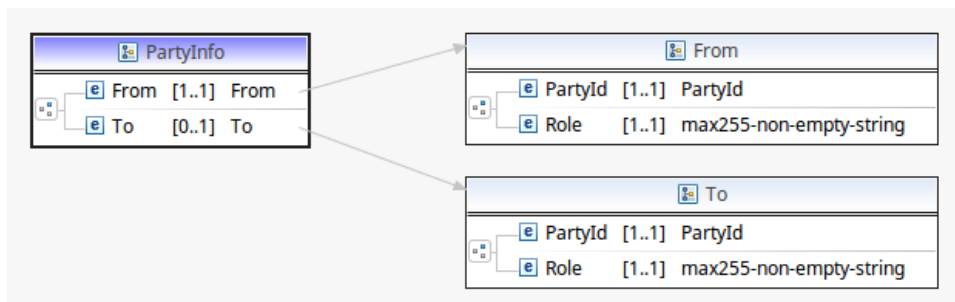 PartyInfo
e From [1..1] From
e To [0..1] To
From
e PartyId [1..1] PartyId
e Role [1..1] max255-non-empty-string
To
e PartyId [1..1] PartyId
e Role [1..1] max255-non-empty-string